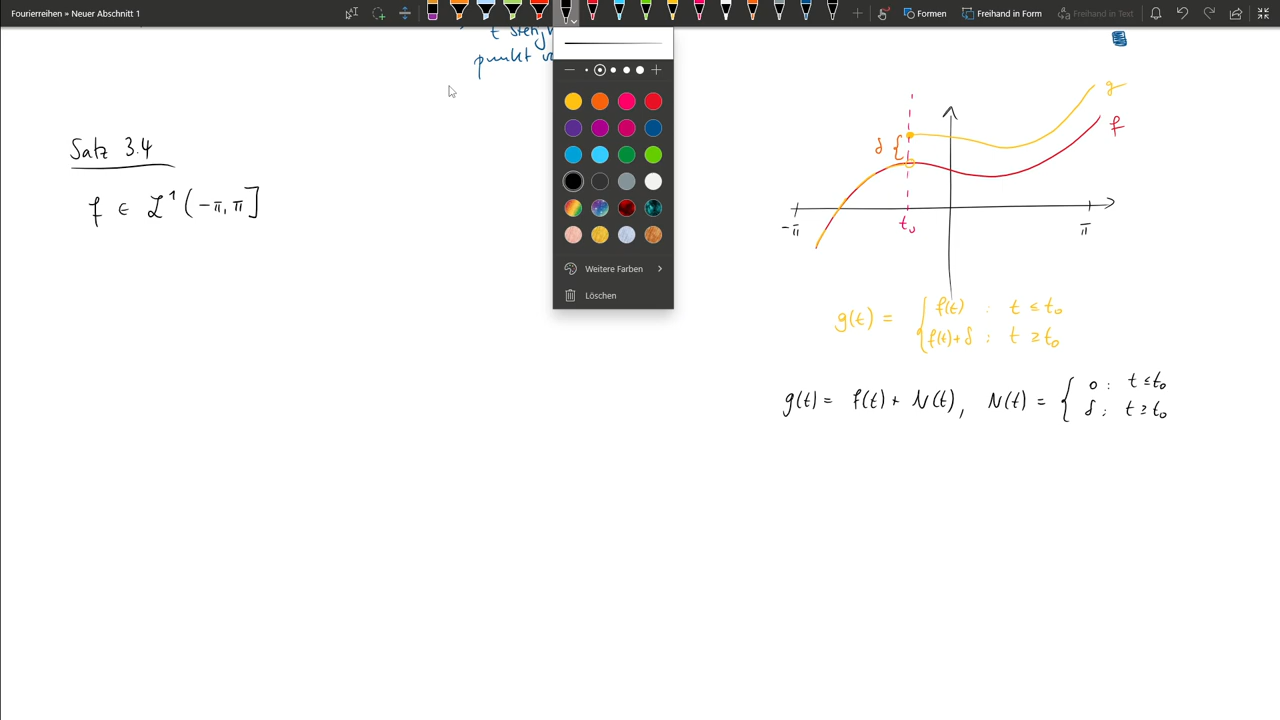 Fourierreihen » Neuer Abschnitt 1
Formen
Freihand in Form
Freihand in Text
punkt
Satz 3.4
f ∈ L¹(-π, π]
Weitere Farben
Löschen
g
f
δ {
-π
t₀
π
g(t) = { f(t) : t ≤ t₀
f(t)+δ : t ≥ t₀
g(t) = f(t) + N(t), N(t) = { 0 : t ≤ t₀
δ : t ≥ t₀